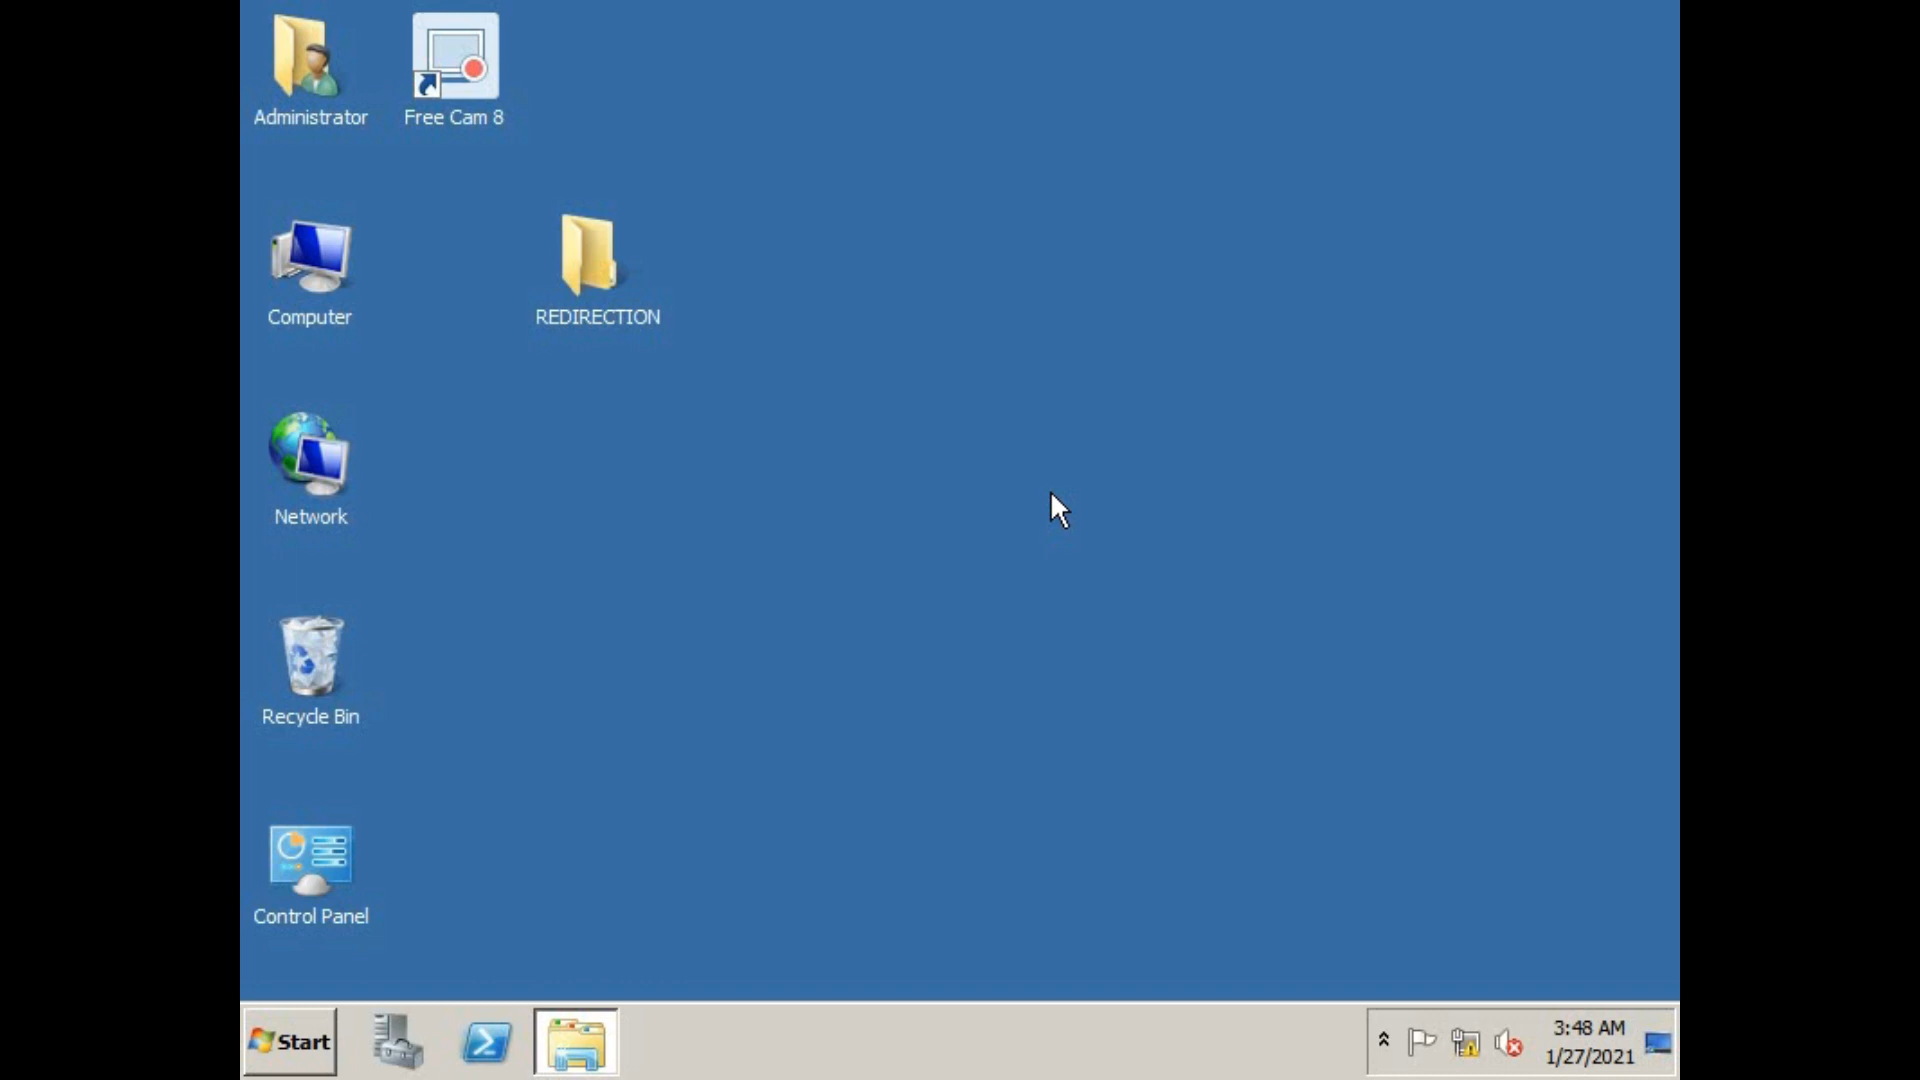 Administrator
Free Cam 8
Computer
REDIRECTION
Network
Recycle Bin
Control Panel
Start
3:48 AM
1/27/2021